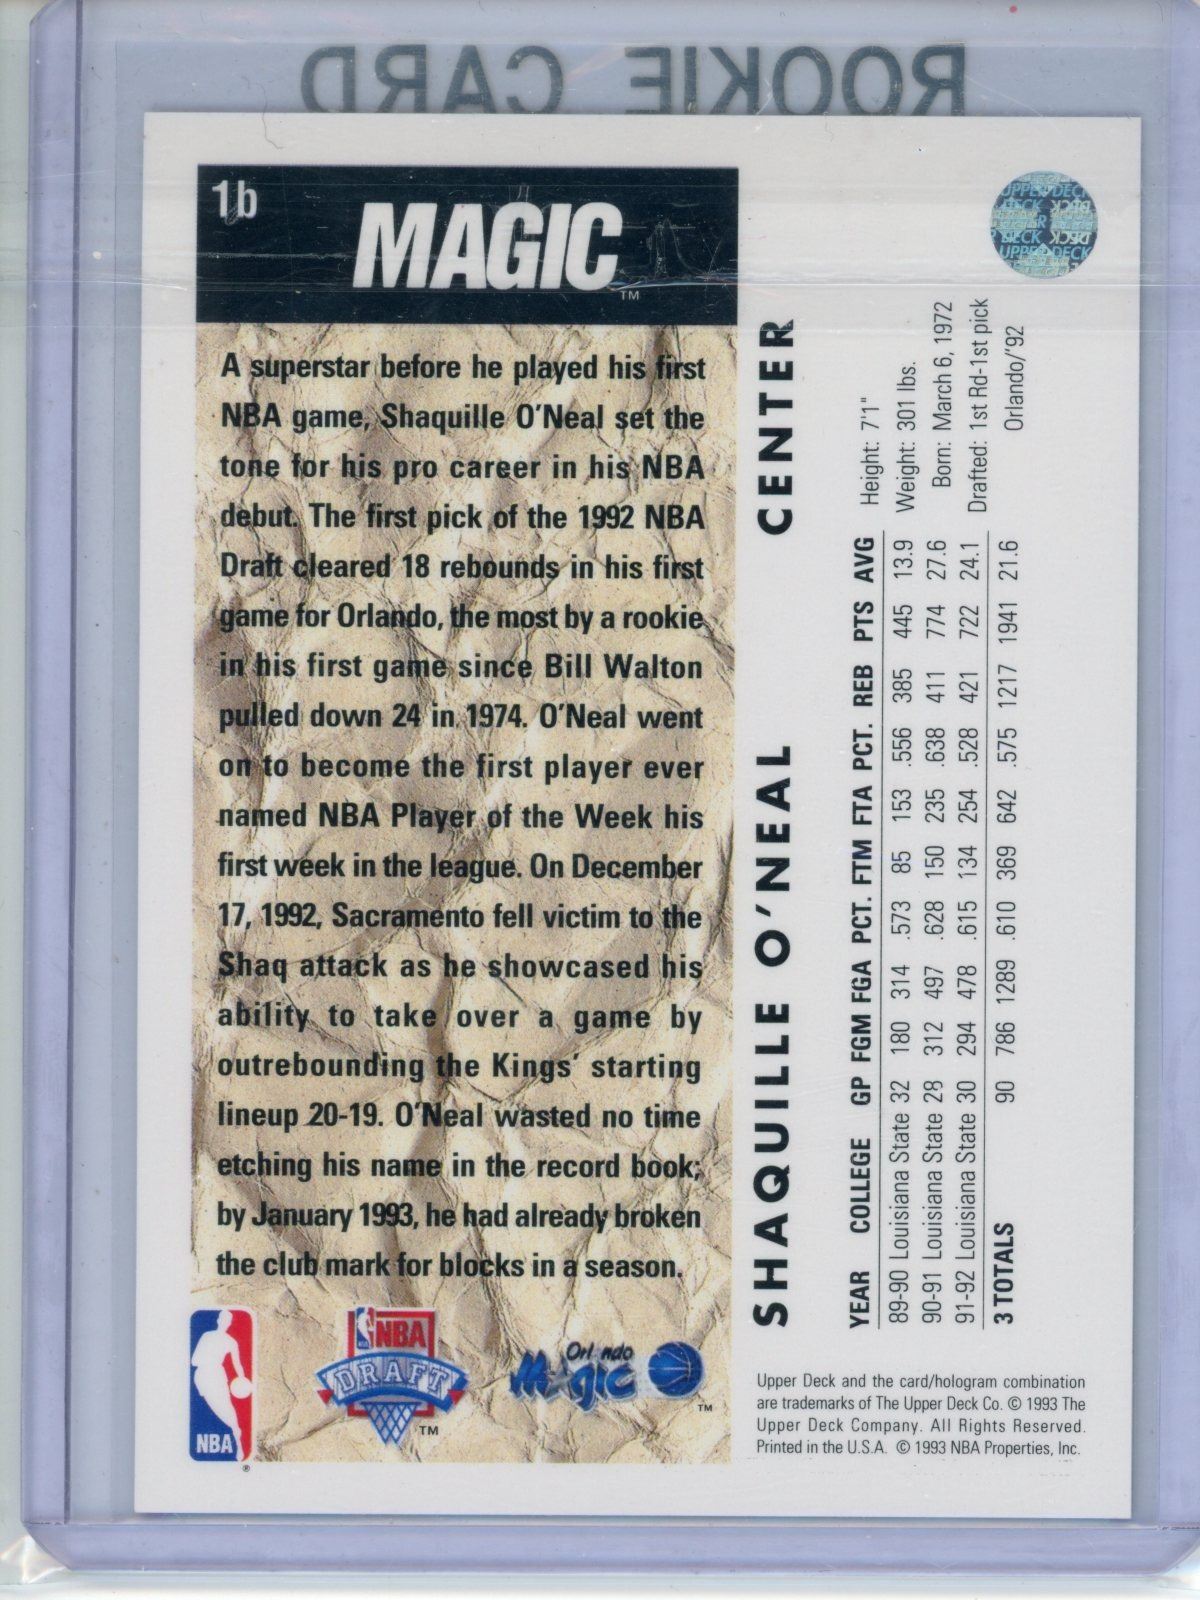 ROOKIE CARD
1b
MAGIC
TM
A superstar before he played his first
NBA game, Shaquille O'Neal set the
tone for his pro career in his NBA
debut. The first pick of the 1992 NBA
Draft cleared 18 rebounds in his first
game for Orlando, the most by a rookie
in his first game since Bill Walton
pulled down 24 in 1974. O'Neal went
on to become the first player ever
named NBA Player of the Week his
first week in the league. On December
17, 1992, Sacramento fell victim to the
Shaq attack as he showcased his
ability to take over a game by
outrebounding the Kings' starting
lineup 20-19. O'Neal wasted no time
etching his name in the record book;
by January 1993, he had already broken
the club mark for blocks in a season.
NBA
®
NBA
DRAFT
TM
Orlando
Magic
TM
SHAQUILLE O'NEAL CENTER
Height: 7'1"
Weight: 301 lbs.
Born: March 6, 1972
Drafted: 1st Rd-1st pick
Orlando/'92
YEAR COLLEGE GP FGM FGA PCT. FTM FTA PCT. REB PTS AVG
89-90 Louisiana State 32 180 314 .573 85 153 .556 385 445 13.9
90-91 Louisiana State 28 312 497 .628 150 235 .638 411 774 27.6
91-92 Louisiana State 30 294 478 .615 134 254 .528 421 722 24.1
3 TOTALS 90 786 1289 .610 369 642 .575 1217 1941 21.6
UPPER DECK
Upper Deck and the card/hologram combination
are trademarks of The Upper Deck Co. © 1993 The
Upper Deck Company. All Rights Reserved.
Printed in the U.S.A. © 1993 NBA Properties, Inc.